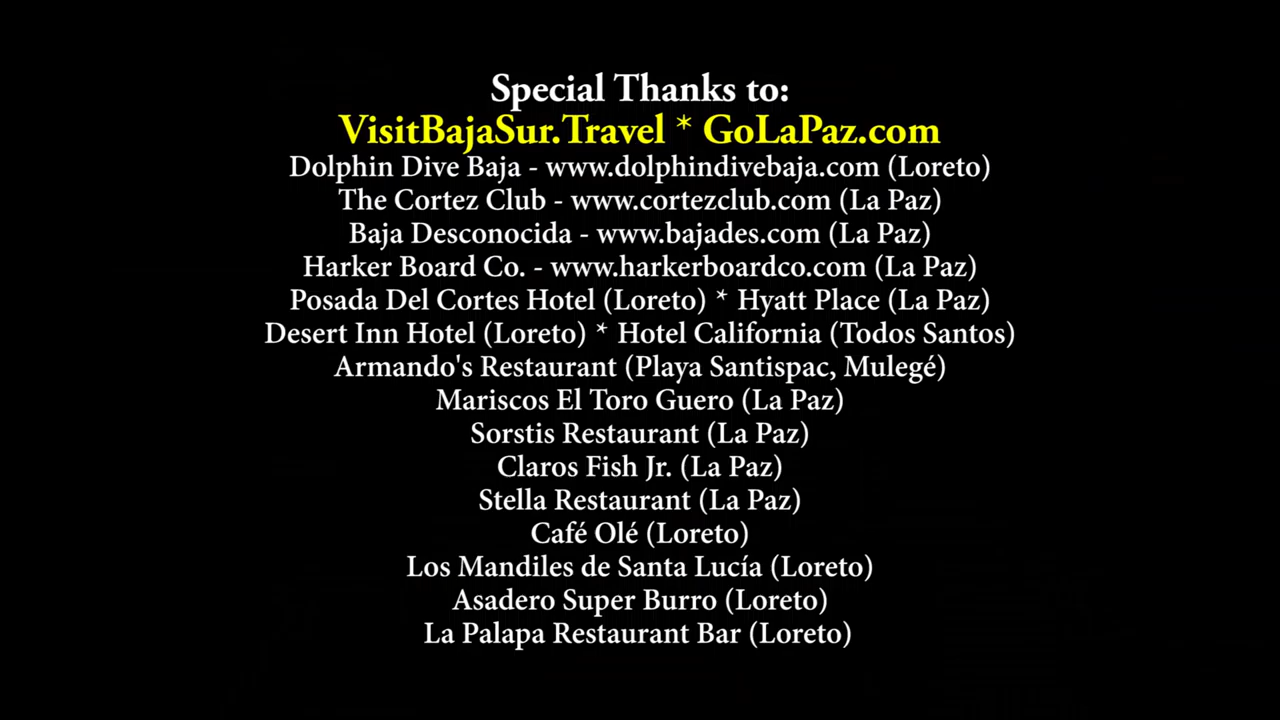 Special Thanks to:
VisitBajaSur.Travel * GoLaPaz.com
Dolphin Dive Baja - www.dolphindivebaja.com (Loreto)
The Cortez Club - www.cortezclub.com (La Paz)
Baja Desconocida - www.bajades.com (La Paz)
Harker Board Co. - www.harkerboardco.com (La Paz)
Posada Del Cortes Hotel (Loreto) * Hyatt Place (La Paz)
Desert Inn Hotel (Loreto) * Hotel California (Todos Santos)
Armando's Restaurant (Playa Santispac, Mulegé)
Mariscos El Toro Guero (La Paz)
Sorstis Restaurant (La Paz)
Claros Fish Jr. (La Paz)
Stella Restaurant (La Paz)
Café Olé (Loreto)
Los Mandiles de Santa Lucía (Loreto)
Asadero Super Burro (Loreto)
La Palapa Restaurant Bar (Loreto)